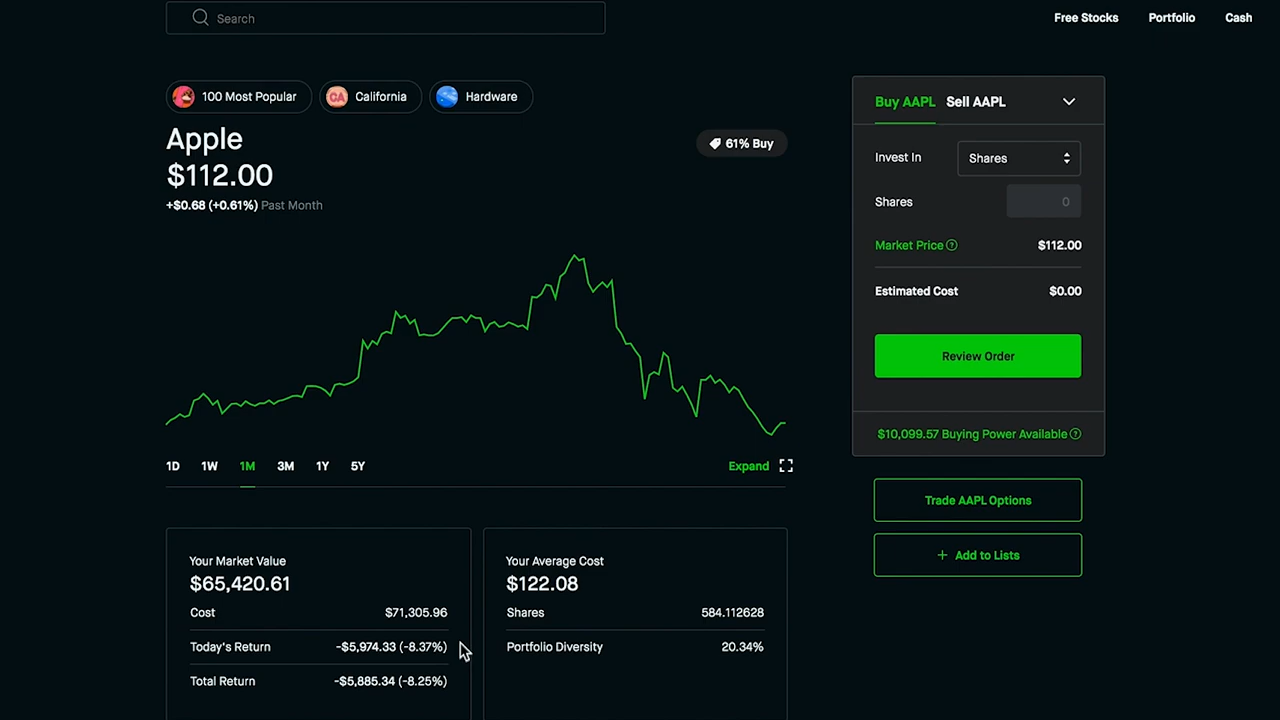 Search
Free Stocks Portfolio Cash
100 Most Popular
CA California
Hardware
Apple
$112.00
+$0.68 (+0.61%) Past Month
61% Buy
1D 1W 1M 3M 1Y 5Y
Expand
Your Market Value
$65,420.61
Cost $71,305.96
Today's Return -$5,974.33 (-8.37%)
Total Return -$5,885.34 (-8.25%)
Your Average Cost
$122.08
Shares 584.112628
Portfolio Diversity 20.34%
Buy AAPL Sell AAPL
Invest In Shares
Shares 0
Market Price ? $112.00
Estimated Cost $0.00
Review Order
$10,099.57 Buying Power Available ?
Trade AAPL Options
+ Add to Lists